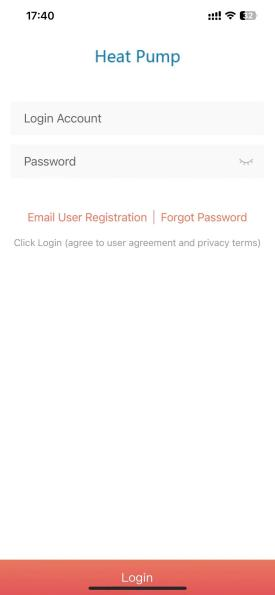 17:40
32
Heat Pump
Login Account
Password
Email User Registration | Forgot Password
Click Login (agree to user agreement and privacy terms)
Login